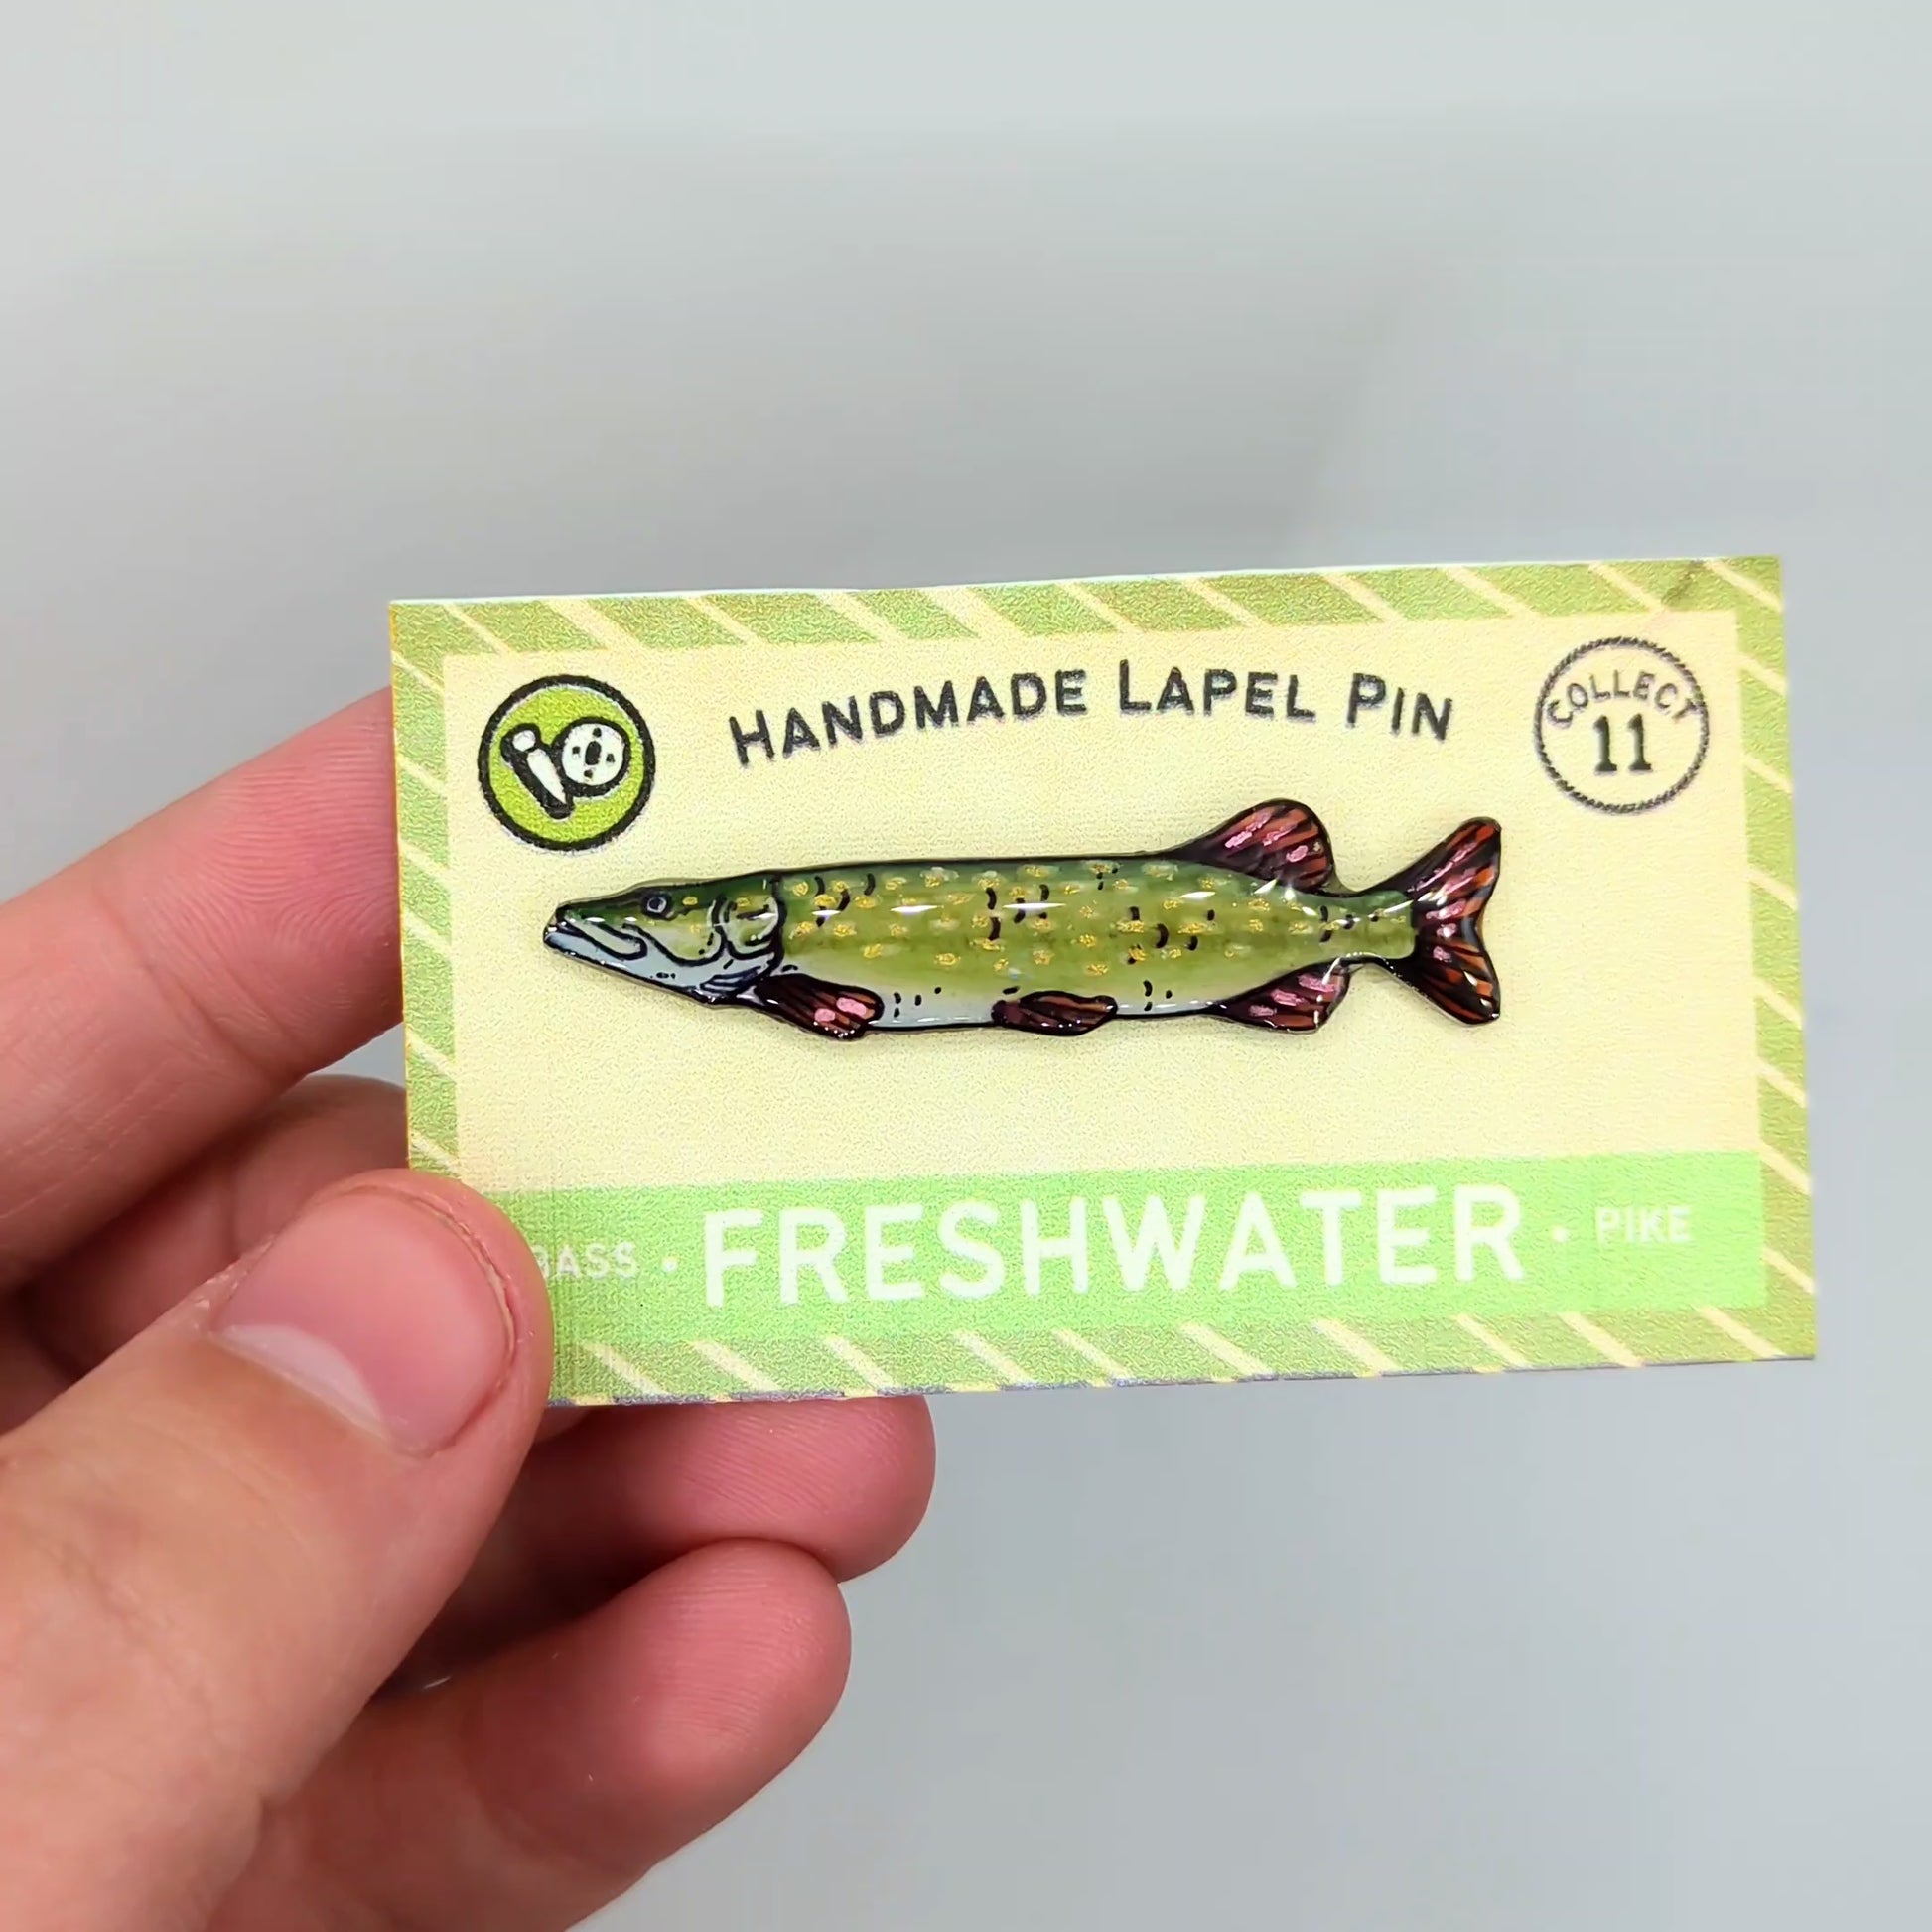 HANDMADE LAPEL PIN
COLLECT
11
BASS · FRESHWATER · PIKE